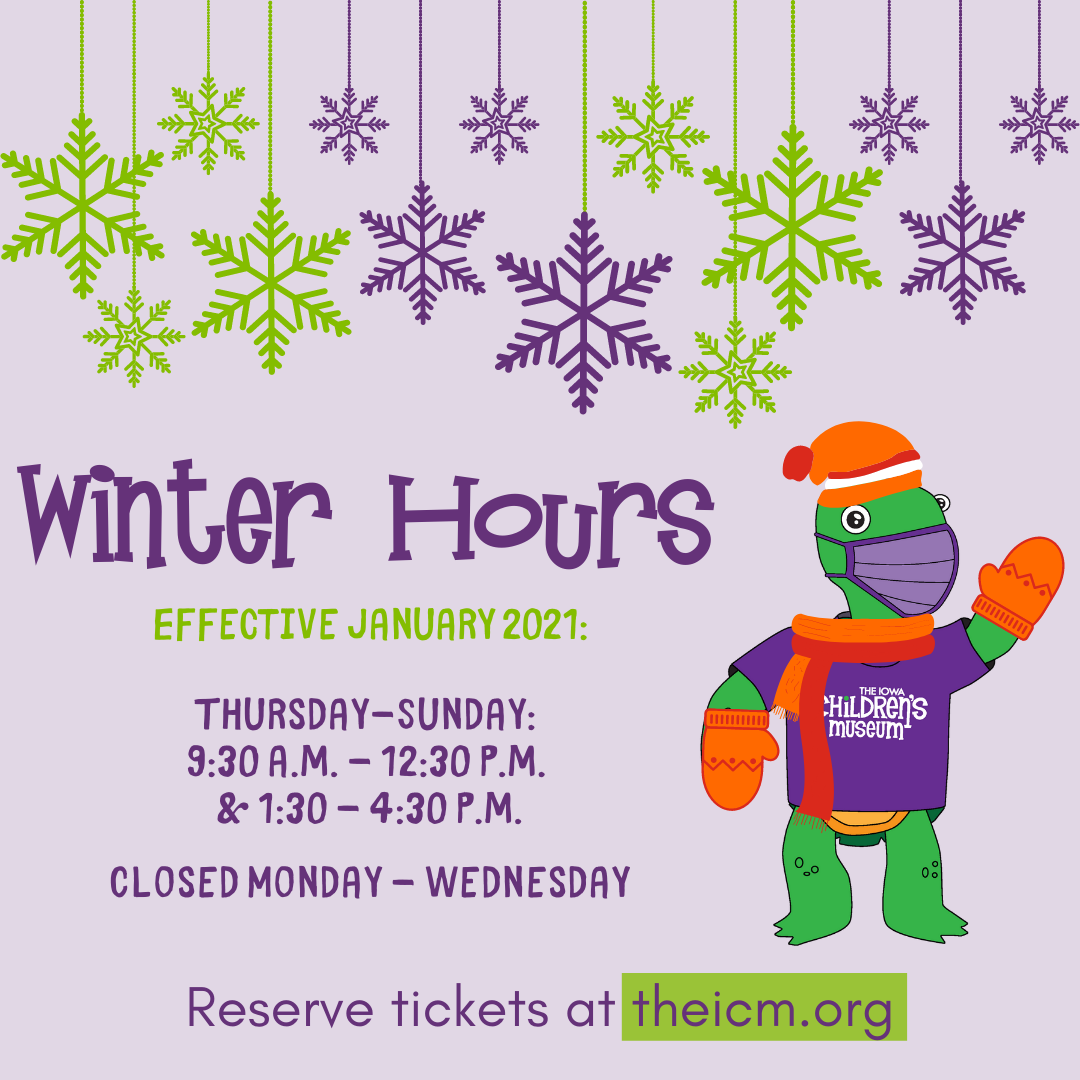 Winter Hours
EFFECTIVE JANUARY 2021:
THURSDAY–SUNDAY:
9:30 A.M. – 12:30 P.M.
& 1:30 – 4:30 P.M.
CLOSED MONDAY – WEDNESDAY
THE IOWA
CHiLDReN'S
museum
Reserve tickets at theicm.org